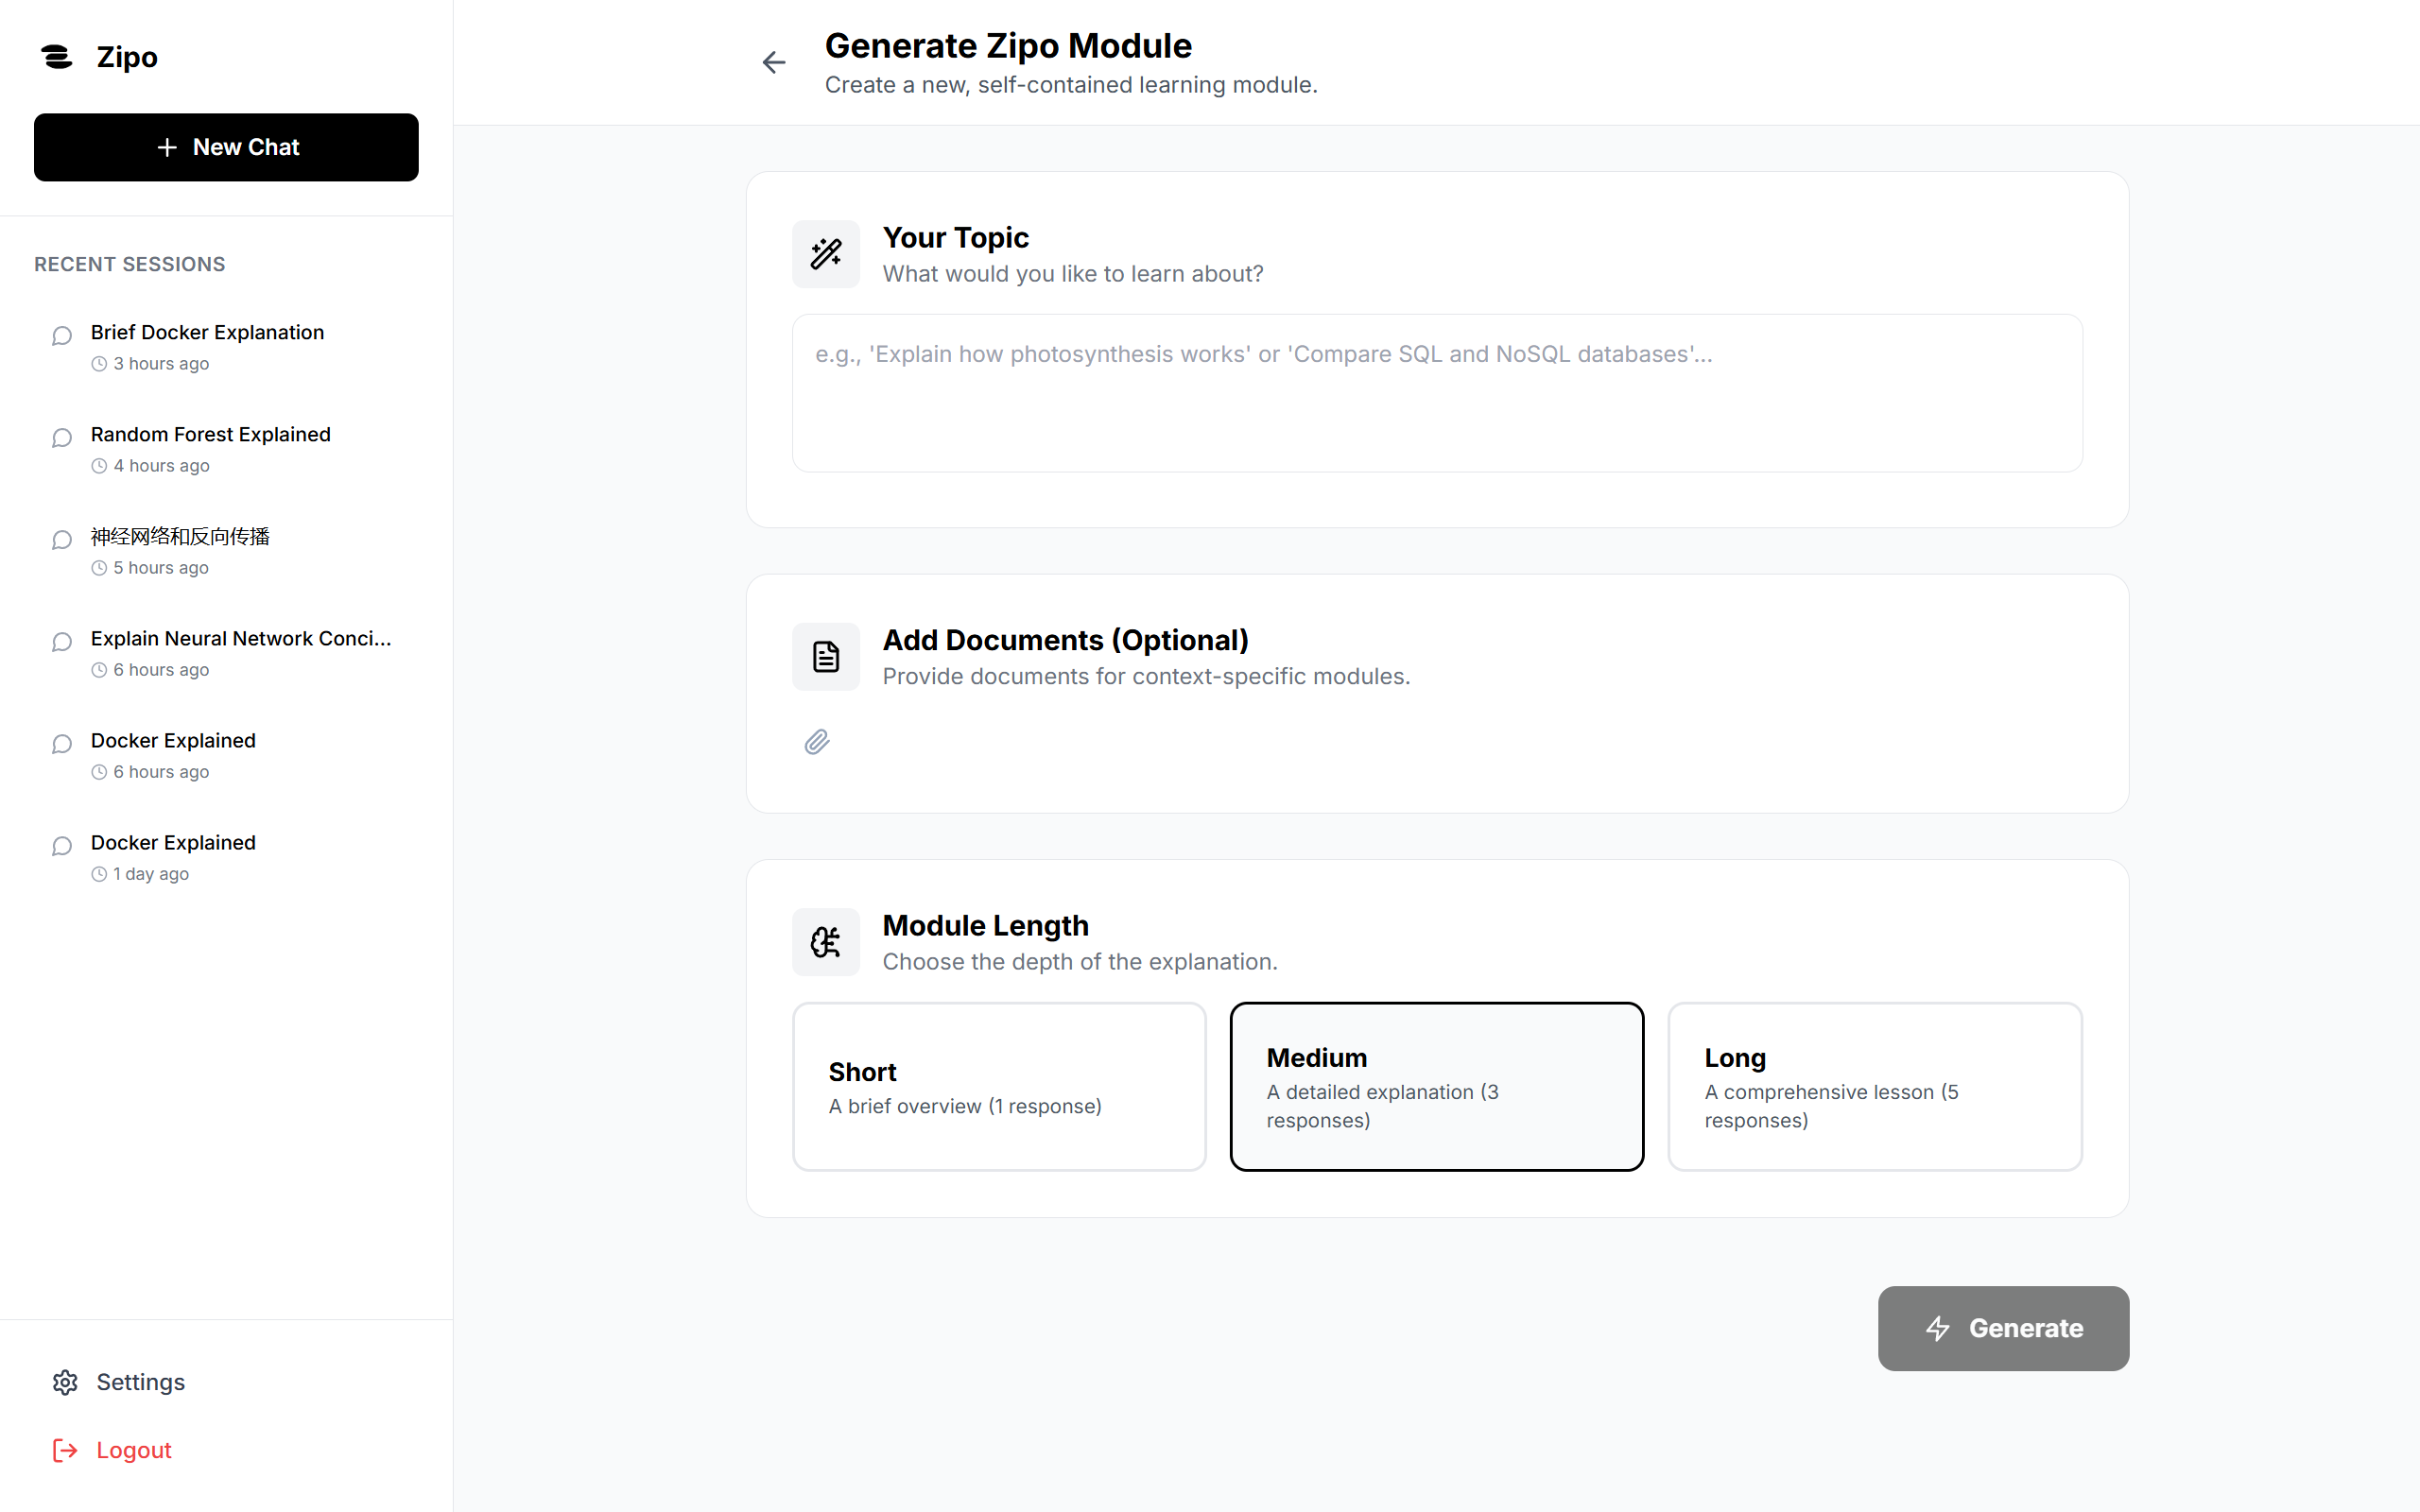 Zipo
New Chat
RECENT SESSIONS
Brief Docker Explanation
3 hours ago
Random Forest Explained
4 hours ago
神经网络和反向传播
5 hours ago
Explain Neural Network Conci...
6 hours ago
Docker Explained
6 hours ago
Docker Explained
1 day ago
Settings
Logout
Generate Zipo Module
Create a new, self-contained learning module.
Your Topic
What would you like to learn about?
e.g., 'Explain how photosynthesis works' or 'Compare SQL and NoSQL databases'...
Add Documents (Optional)
Provide documents for context-specific modules.
Module Length
Choose the depth of the explanation.
Short
A brief overview (1 response)
Medium
A detailed explanation (3
responses)
Long
A comprehensive lesson (5
responses)
Generate